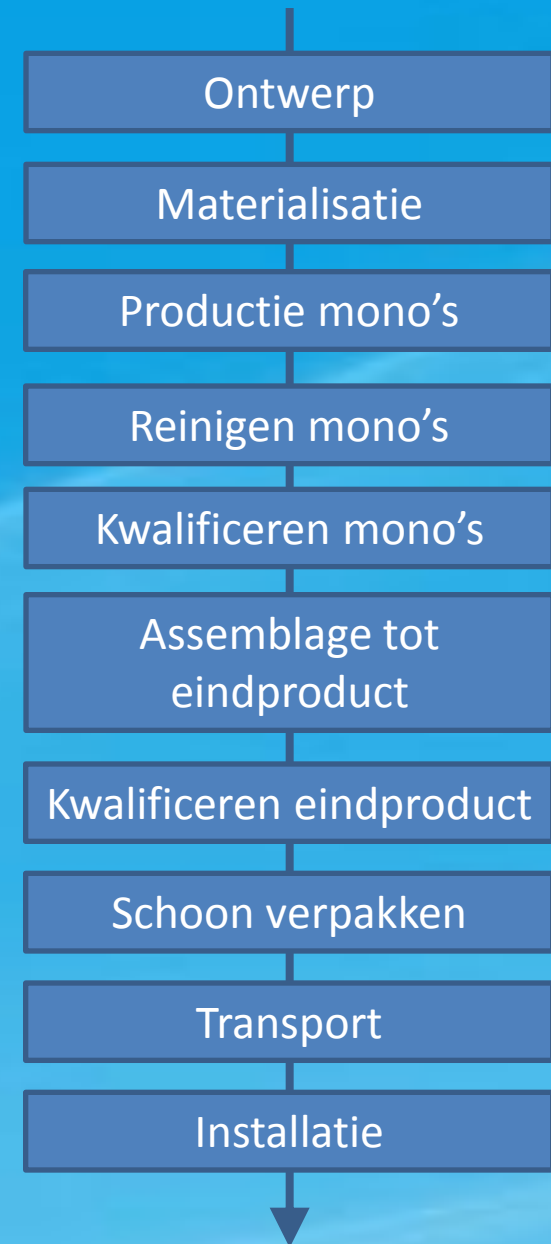 Ontwerp
Materialisatie
Productie mono’s
Reinigen mono’s
Kwalificeren mono’s
Assemblage tot
eindproduct
Kwalificeren eindproduct
Schoon verpakken
Transport
Installatie